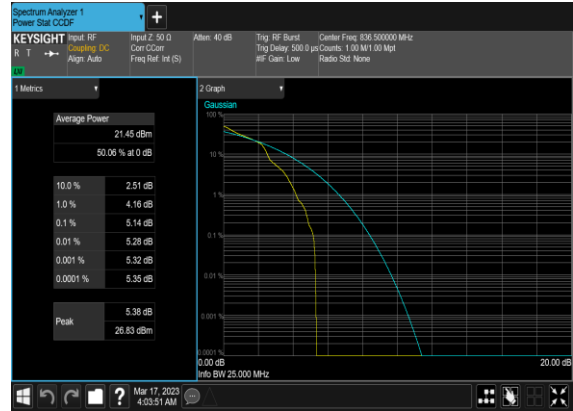 Spectrum Analyzer 1
Power Stat CCDF
KEYSIGHT Input: RF Input Z: 50 Ω Atten: 40 dB Trig: RF Burst Center Freq: 836.500000 MHz
R T Coupling: DC Corr CCorr Trig Delay: 500.0 µs Counts: 1.00 M/1.00 Mpt
Align: Auto Freq Ref: Int (S) #IF Gain: Low Radio Std: None
LXI
1 Metrics
Average Power
21.45 dBm
50.06 % at 0 dB
10.0 % 2.51 dB
1.0 % 4.16 dB
0.1 % 5.14 dB
0.01 % 5.28 dB
0.001 % 5.32 dB
0.0001 % 5.35 dB
Peak 5.38 dB
26.83 dBm
2 Graph
Gaussian
100 %
10 %
1 %
0.1 %
0.01 %
0.001 %
0.0001 %
0.00 dB 20.00 dB
Info BW 25.000 MHz
? Mar 17, 2023
4:03:51 AM